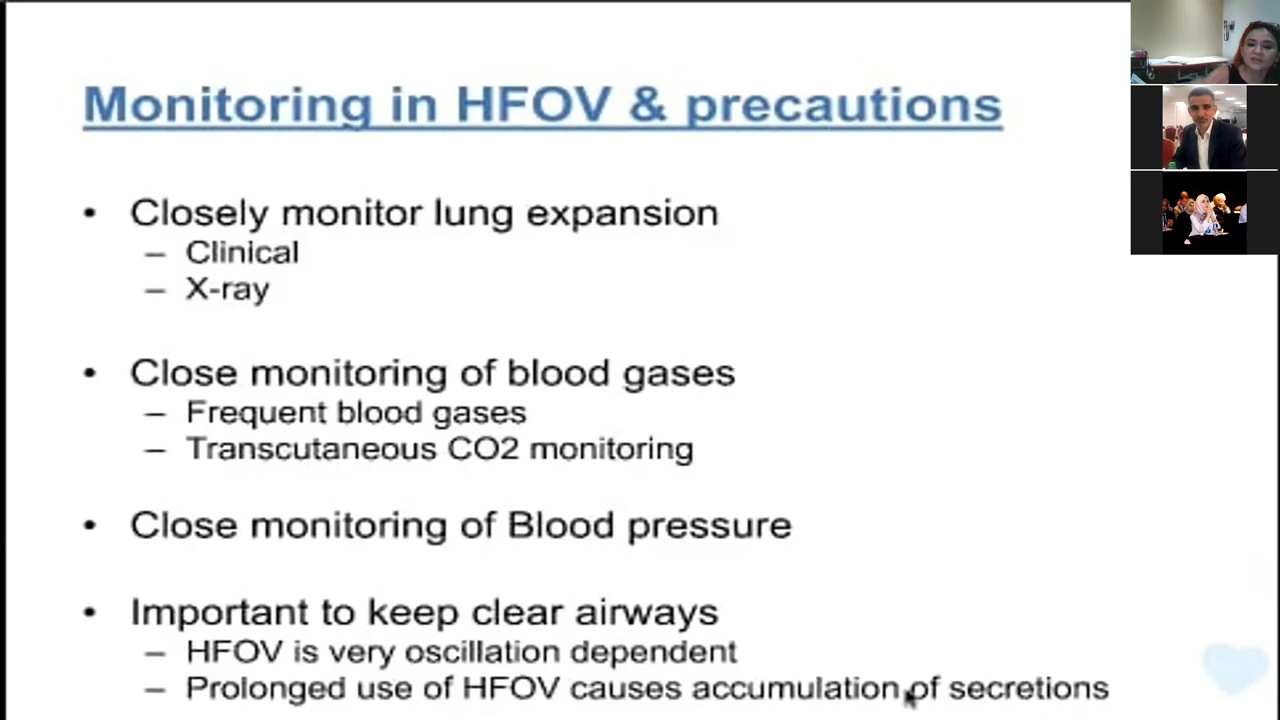 Monitoring in HFOV & precautions
• Closely monitor lung expansion
– Clinical
– X-ray
• Close monitoring of blood gases
– Frequent blood gases
– Transcutaneous CO2 monitoring
• Close monitoring of Blood pressure
• Important to keep clear airways
– HFOV is very oscillation dependent
– Prolonged use of HFOV causes accumulation of secretions